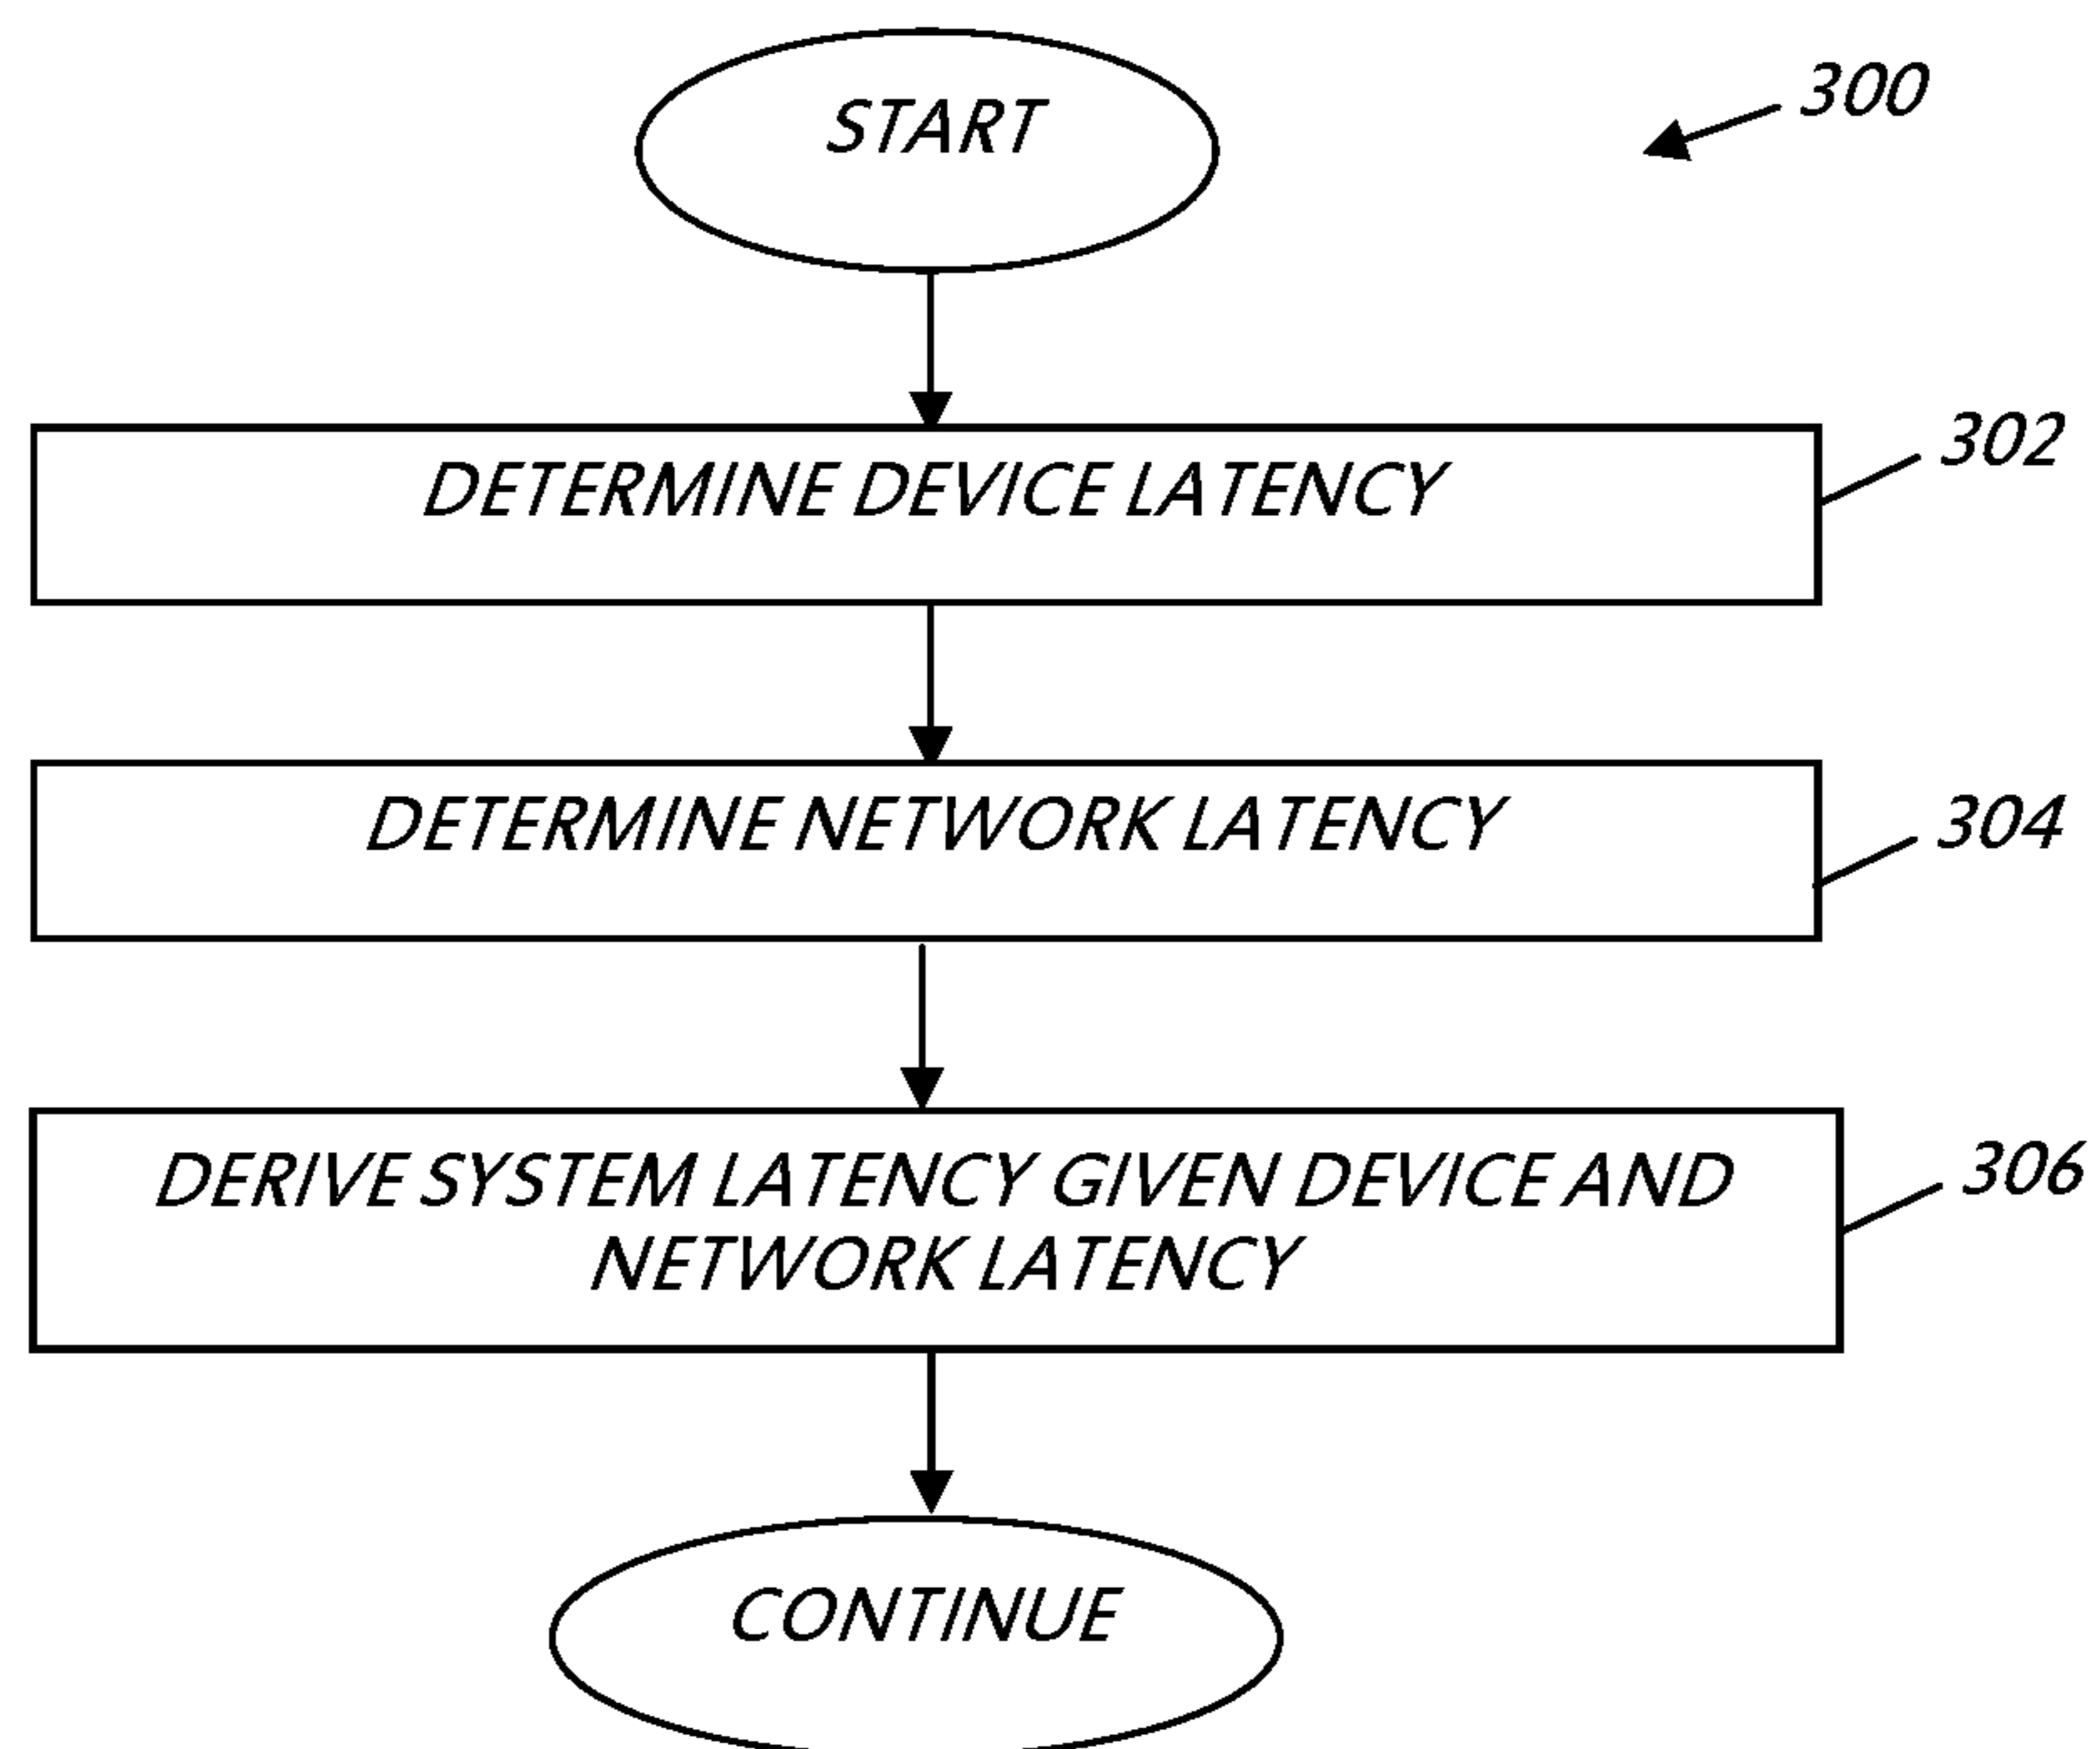 START
300
DETERMINE DEVICE LATENCY
302
DETERMINE NETWORK LATENCY
304
DERIVE SYSTEM LATENCY GIVEN DEVICE AND
NETWORK LATENCY
306
CONTINUE